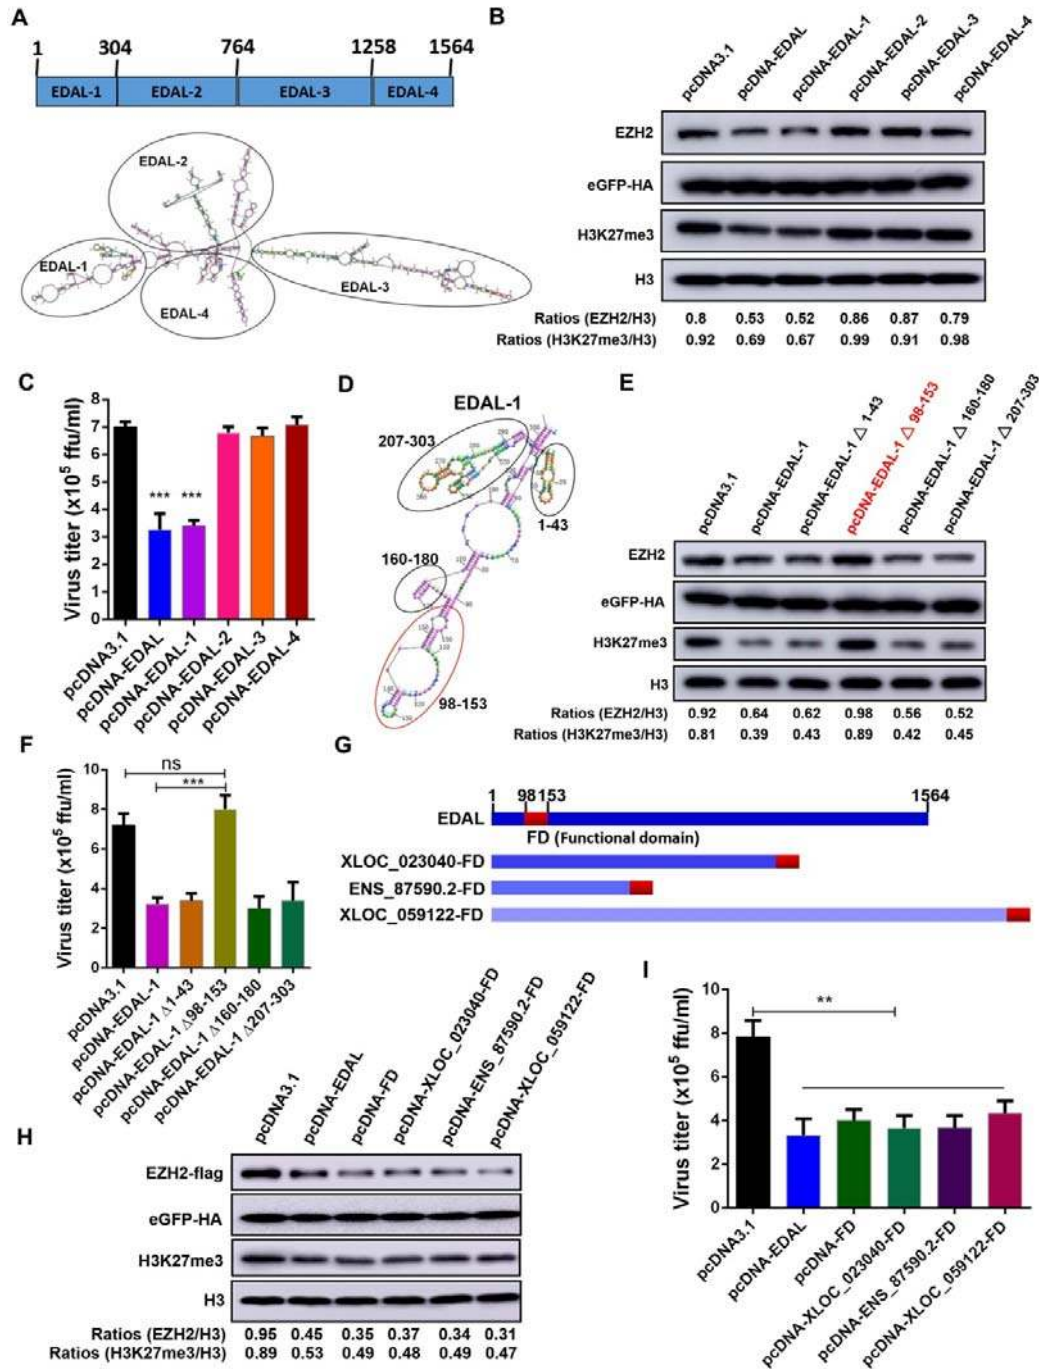 A
1 304 764 1258 1564
EDAL-1 EDAL-2 EDAL-3 EDAL-4
EDAL-2
EDAL-1
EDAL-3
EDAL-4
B
pcDNA3.1
pcDNA-EDAL
pcDNA-EDAL-1
pcDNA-EDAL-2
pcDNA-EDAL-3
pcDNA-EDAL-4
EZH2
eGFP-HA
H3K27me3
H3
Ratios (EZH2/H3) 0.8 0.53 0.52 0.86 0.87 0.79
Ratios (H3K27me3/H3) 0.92 0.69 0.67 0.99 0.91 0.98
C
Virus titer (x10⁵ ffu/ml)
8
7
6
5
4
3
2
1
0
*** ***
pcDNA3.1
pcDNA-EDAL
pcDNA-EDAL-1
pcDNA-EDAL-2
pcDNA-EDAL-3
pcDNA-EDAL-4
D
EDAL-1
207-303
1-43
160-180
98-153
E
pcDNA3.1
pcDNA-EDAL-1
pcDNA-EDAL-1 △ 1-43
pcDNA-EDAL-1 △ 98-153
pcDNA-EDAL-1 △ 160-180
pcDNA-EDAL-1 △ 207-303
EZH2
eGFP-HA
H3K27me3
H3
Ratios (EZH2/H3) 0.92 0.64 0.62 0.98 0.56 0.52
Ratios (H3K27me3/H3) 0.81 0.39 0.43 0.89 0.42 0.45
F
Virus titer (x10⁵ ffu/ml)
10
8
6
4
2
0
ns
***
pcDNA3.1
pcDNA-EDAL-1
pcDNA-EDAL-1 △1-43
pcDNA-EDAL-1 △98-153
pcDNA-EDAL-1 △160-180
pcDNA-EDAL-1 △207-303
G
1 98 153 1564
EDAL
FD (Functional domain)
XLOC_023040-FD
ENS_87590.2-FD
XLOC_059122-FD
H
pcDNA3.1
pcDNA-EDAL
pcDNA-FD
pcDNA-XLOC_023040-FD
pcDNA-ENS_87590.2-FD
pcDNA-XLOC_059122-FD
EZH2-flag
eGFP-HA
H3K27me3
H3
Ratios (EZH2/H3) 0.95 0.45 0.35 0.37 0.34 0.31
Ratios (H3K27me3/H3) 0.89 0.53 0.49 0.48 0.49 0.47
I
Virus titer (x10⁵ ffu/ml)
10
8
6
4
2
0
**
pcDNA3.1
pcDNA-EDAL
pcDNA-FD
pcDNA-XLOC_023040-FD
pcDNA-ENS_87590.2-FD
pcDNA-XLOC_059122-FD